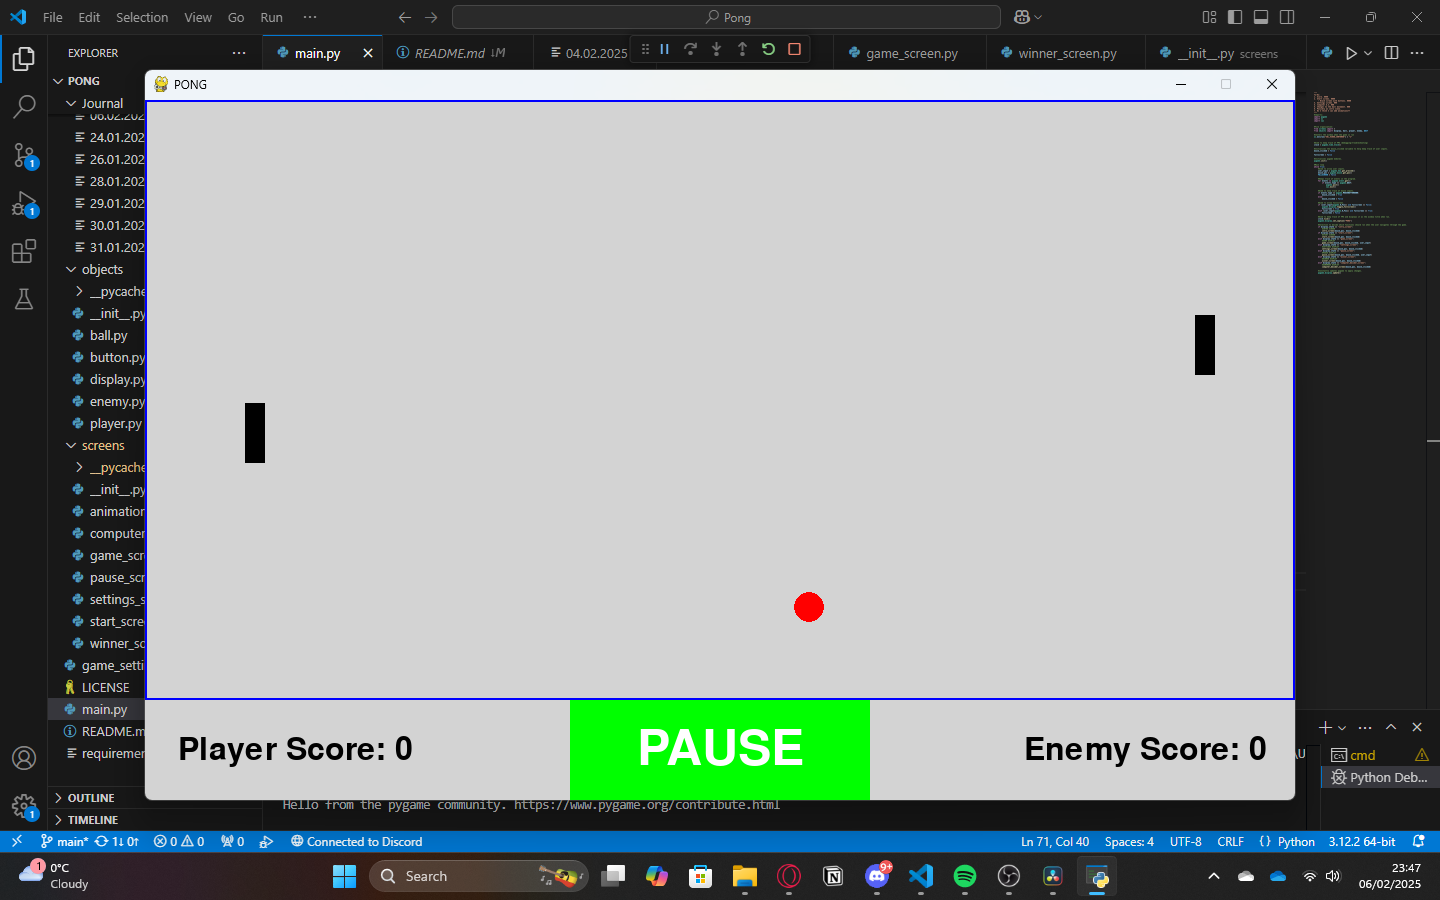 File Edit Selection View Go Run ··· Pong
EXPLORER ···
main.py
README.md ↓M
04.02.2025
game_screen.py
winner_screen.py
__init__.py screens
PONG
Journal
06.02.202
24.01.202
26.01.202
28.01.202
29.01.202
30.01.202
31.01.202
objects
__pycache
__init__.py
ball.py
button.py
display.py
enemy.py
player.py
screens
__pycache
__init__.py
animation
computer
game_scr
pause_scr
settings_s
start_scree
winner_sc
game_setti
LICENSE
main.py
README.m
requiremen
OUTLINE
TIMELINE
1
1
1
PONG
Player Score: 0
PAUSE
Enemy Score: 0
cmd
Python Deb...
Hello from the pygame community. https://www.pygame.org/contribute.html
main* 1↓ 0↑ 0 0 0 Connected to Discord
Ln 71, Col 40 Spaces: 4 UTF-8 CRLF {} Python 3.12.2 64-bit
1
0°C
Cloudy
Search
9+
23:47
06/02/2025